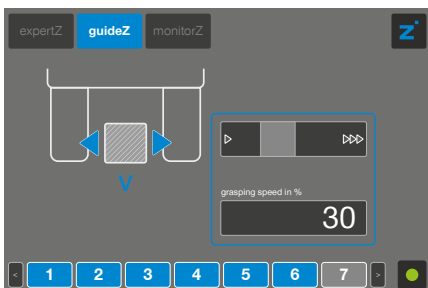 expertZ guideZ monitorZ z
V
grasping speed in %
30
< 1 2 3 4 5 6 7 >